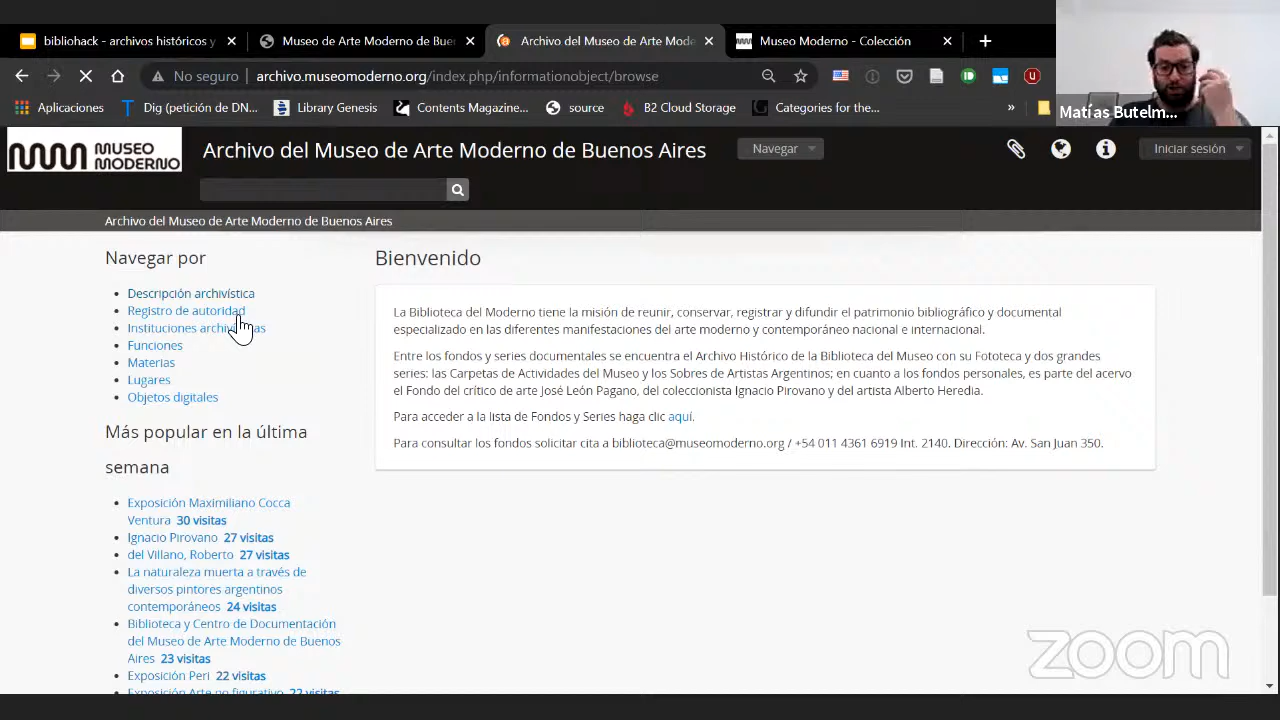 bibliohack - archivos históricos y
Museo de Arte Moderno de Bue
Archivo del Museo de Arte Mode
Museo Moderno - Colección
No seguro
archivo.museomoderno.org/index.php/informationobject/browse
Aplicaciones
Dig (petición de DN...
Library Genesis
Contents Magazine...
source
B2 Cloud Storage
Categories for the...
»
Matías Butelm...
MUSEO
MODERNO
Archivo del Museo de Arte Moderno de Buenos Aires
Navegar
Iniciar sesión
Archivo del Museo de Arte Moderno de Buenos Aires
Navegar por
Descripción archivística
Registro de autoridad
Instituciones
Funciones
Materias
Lugares
Objetos digitales
Más popular en la última
semana
Exposición Maximiliano Cocca
Ventura 30 visitas
Ignacio Pirovano 27 visitas
del Villano, Roberto 27 visitas
La naturaleza muerta a través de
diversos pintores argentinos
contemporáneos 24 visitas
Biblioteca y Centro de Documentación
del Museo de Arte Moderno de Buenos
Aires 23 visitas
Exposición Peri 22 visitas
Exposición Arte no figurativo 22 visitas
Bienvenido
La Biblioteca del Moderno tiene la misión de reunir, conservar, registrar y difundir el patrimonio bibliográfico y documental
especializado en las diferentes manifestaciones del arte moderno y contemporáneo nacional e internacional.
Entre los fondos y series documentales se encuentra el Archivo Histórico de la Biblioteca del Museo con su Fototeca y dos grandes
series: las Carpetas de Actividades del Museo y los Sobres de Artistas Argentinos; en cuanto a los fondos personales, es parte del acervo
el Fondo del crítico de arte José León Pagano, del coleccionista Ignacio Pirovano y del artista Alberto Heredia.
Para acceder a la lista de Fondos y Series haga clic aquí.
Para consultar los fondos solicitar cita a biblioteca@museomoderno.org / +54 011 4361 6919 Int. 2140. Dirección: Av. San Juan 350.
zoom